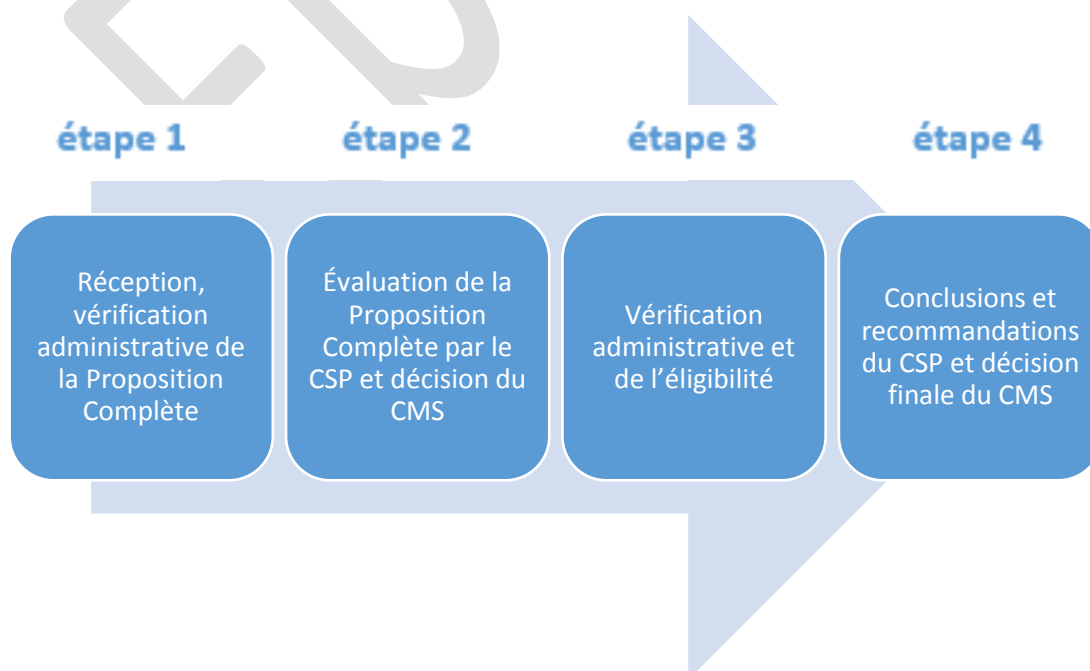 étape 1
étape 2
étape 3
étape 4
Réception,
vérification
administrative de
la Proposition
Complète
Évaluation de la
Proposition
Complète par le
CSP et décision du
CMS
Vérification
administrative et
de l’éligibilité
Conclusions et
recommandations
du CSP et décision
finale du CMS